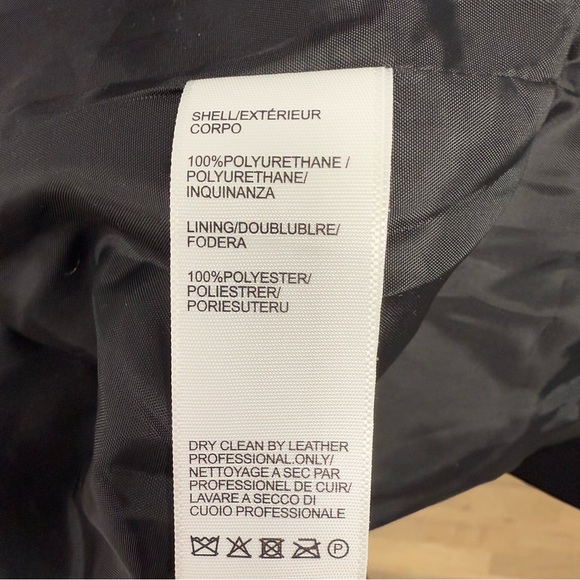 SHELL/EXTÉRIEUR
CORPO
100%POLYURETHANE /
POLYURETHANE/
INQUINANZA
LINING/DOUBLUBLRE/
FODERA
100%POLYESTER/
POLIESTRER/
PORIESUTERU
DRY CLEAN BY LEATHER
PROFESSIONAL.ONLY/
NETTOYAGE A SEC PAR
PROFESSIONEL DE CUIR/
LAVARE A SECCO DI
CUOIO PROFESSIONALE
P